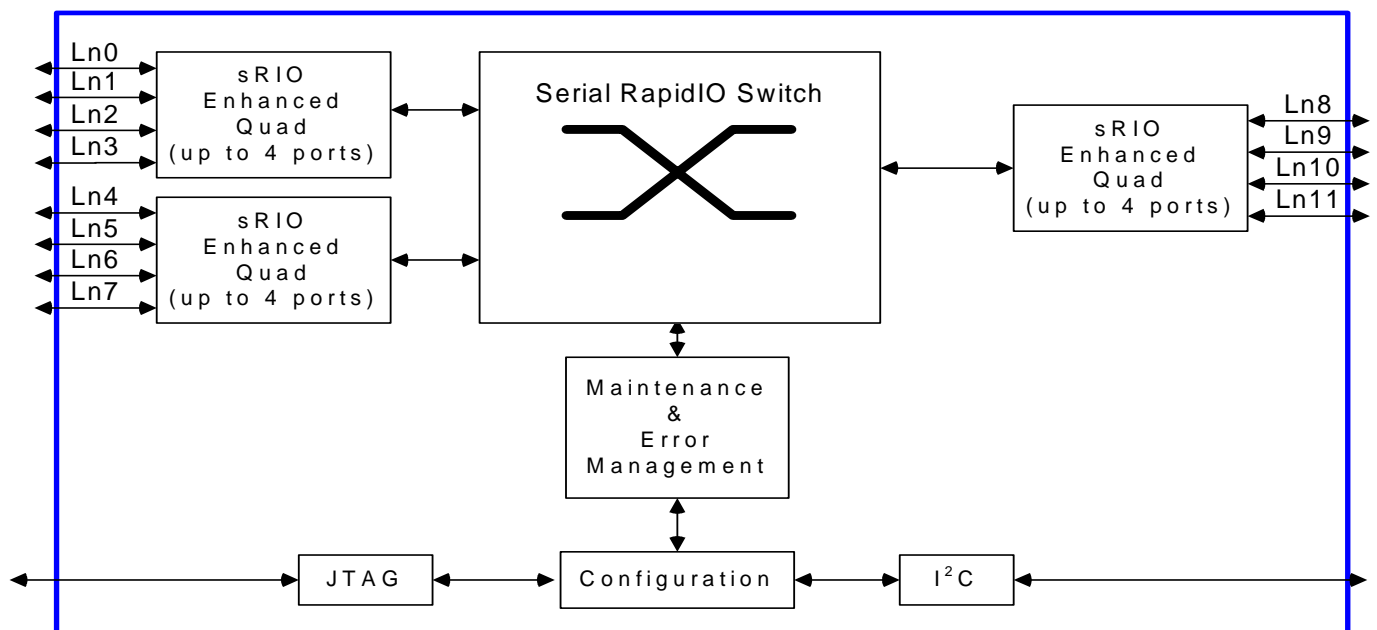 Ln0
Ln1
Ln2
Ln3
sRIO
Enhanced
Quad
(up to 4 ports)
Ln4
Ln5
Ln6
Ln7
sRIO
Enhanced
Quad
(up to 4 ports)
Serial RapidIO Switch
sRIO
Enhanced
Quad
(up to 4 ports)
Ln8
Ln9
Ln10
Ln11
Maintenance
&
Error
Management
JTAG
Configuration
I²C